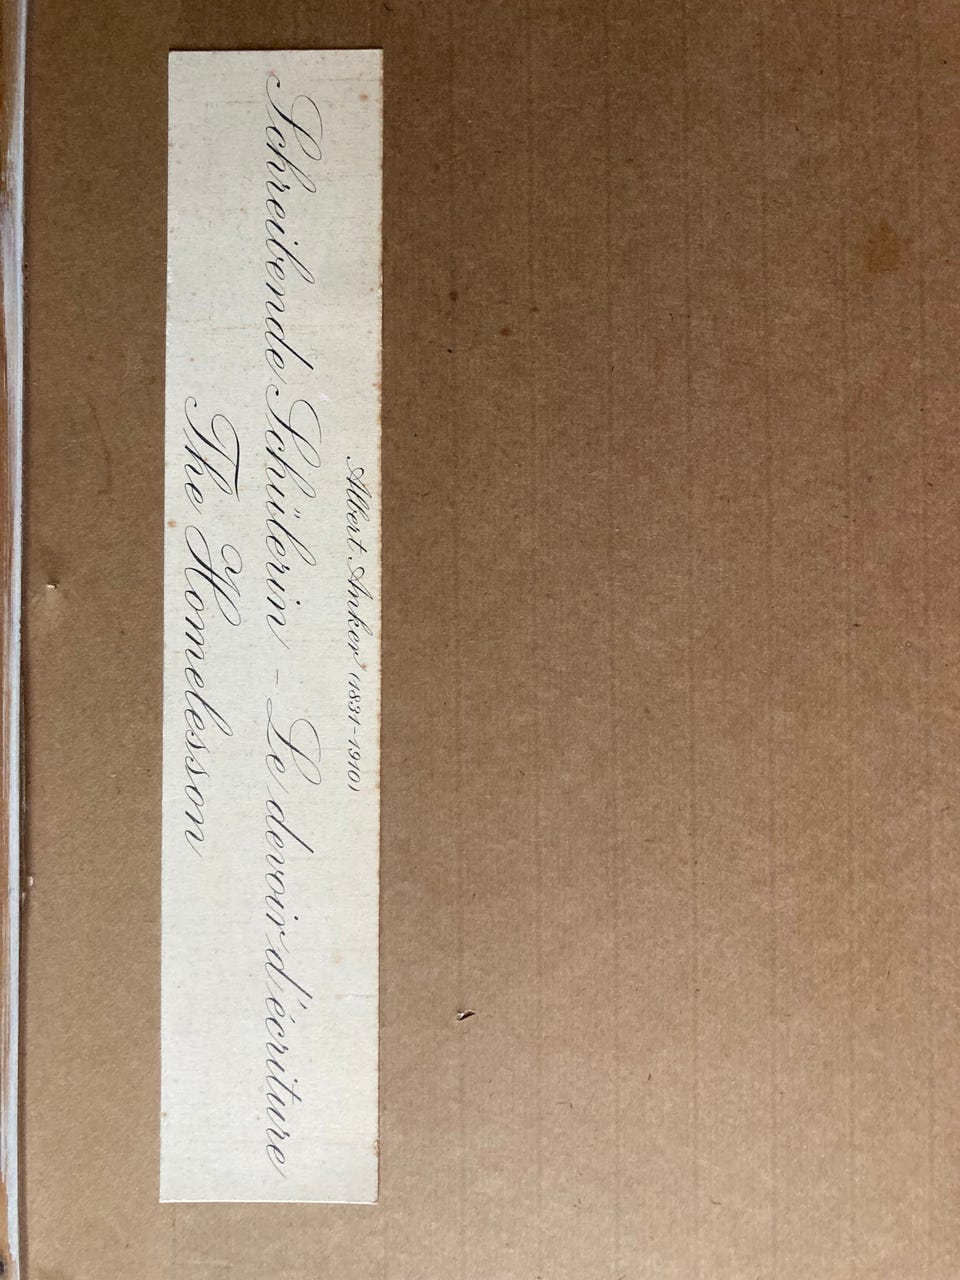 Albert Anker (1831-1910)
Schreibende Schülerin - Le devoir d'écriture
The Homelesson